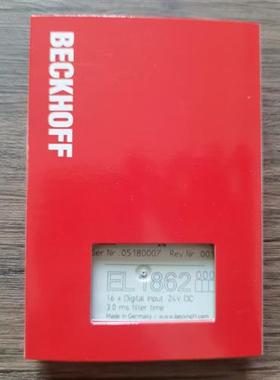 BECKHOFF
Ser Nr.:05180007 Rev.Nr.:001
EL1862
16 x Digital Input 24V DC
3.0 ms filter time
Made in Germany / www.beckhoff.com